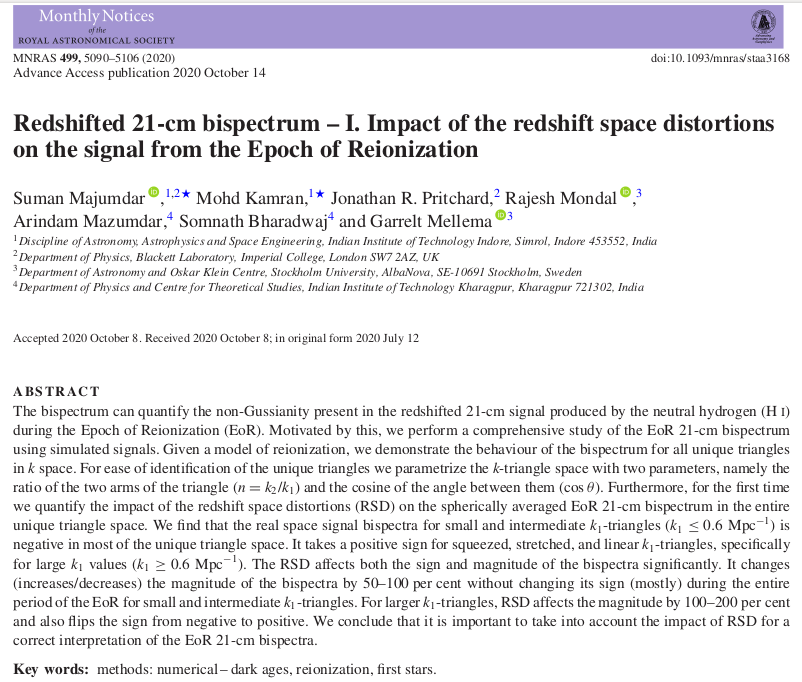 Monthly Notices
of the
ROYAL ASTRONOMICAL SOCIETY
MNRAS 499, 5090–5106 (2020)
doi:10.1093/mnras/staa3168
Advance Access publication 2020 October 14
Redshifted 21-cm bispectrum – I. Impact of the redshift space distortions
on the signal from the Epoch of Reionization
Suman Majumdar iD,1,2★ Mohd Kamran,1★ Jonathan R. Pritchard,2 Rajesh Mondal iD,3
Arindam Mazumdar,4 Somnath Bharadwaj4 and Garrelt Mellema iD3
1Discipline of Astronomy, Astrophysics and Space Engineering, Indian Institute of Technology Indore, Simrol, Indore 453552, India
2Department of Physics, Blackett Laboratory, Imperial College, London SW7 2AZ, UK
3Department of Astronomy and Oskar Klein Centre, Stockholm University, AlbaNova, SE-10691 Stockholm, Sweden
4Department of Physics and Centre for Theoretical Studies, Indian Institute of Technology Kharagpur, Kharagpur 721302, India
Accepted 2020 October 8. Received 2020 October 8; in original form 2020 July 12
ABSTRACT
The bispectrum can quantify the non-Gussianity present in the redshifted 21-cm signal produced by the neutral hydrogen (H I)
during the Epoch of Reionization (EoR). Motivated by this, we perform a comprehensive study of the EoR 21-cm bispectrum
using simulated signals. Given a model of reionization, we demonstrate the behaviour of the bispectrum for all unique triangles
in k space. For ease of identification of the unique triangles we parametrize the k-triangle space with two parameters, namely the
ratio of the two arms of the triangle (n = k2/k1) and the cosine of the angle between them (cos θ). Furthermore, for the first time
we quantify the impact of the redshift space distortions (RSD) on the spherically averaged EoR 21-cm bispectrum in the entire
unique triangle space. We find that the real space signal bispectra for small and intermediate k1-triangles (k1 ≤ 0.6 Mpc−1) is
negative in most of the unique triangle space. It takes a positive sign for squeezed, stretched, and linear k1-triangles, specifically
for large k1 values (k1 ≥ 0.6 Mpc−1). The RSD affects both the sign and magnitude of the bispectra significantly. It changes
(increases/decreases) the magnitude of the bispectra by 50–100 per cent without changing its sign (mostly) during the entire
period of the EoR for small and intermediate k1-triangles. For larger k1-triangles, RSD affects the magnitude by 100–200 per cent
and also flips the sign from negative to positive. We conclude that it is important to take into account the impact of RSD for a
correct interpretation of the EoR 21-cm bispectra.
Key words: methods: numerical – dark ages, reionization, first stars.